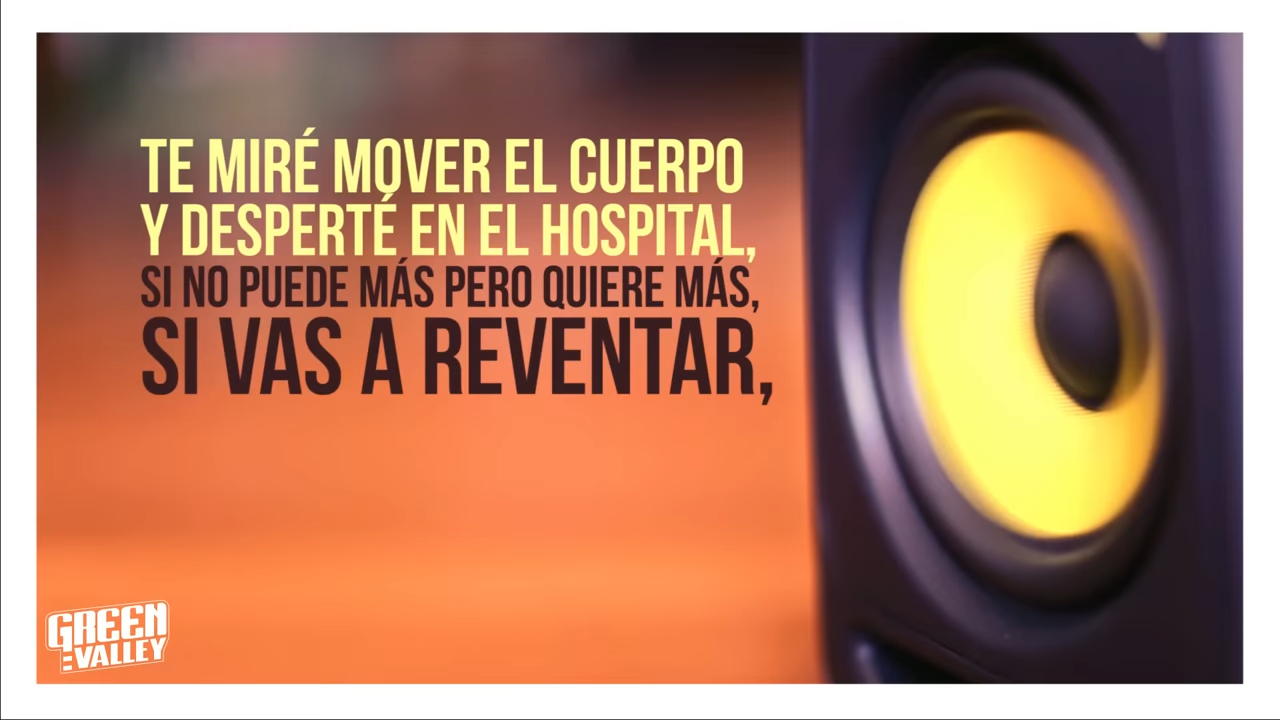 TE MIRÉ MOVER EL CUERPO
Y DESPERTÉ EN EL HOSPITAL,
SI NO PUEDE MÁS PERO QUIERE MÁS,
SI VAS A REVENTAR,
GREEN
:VALLEY